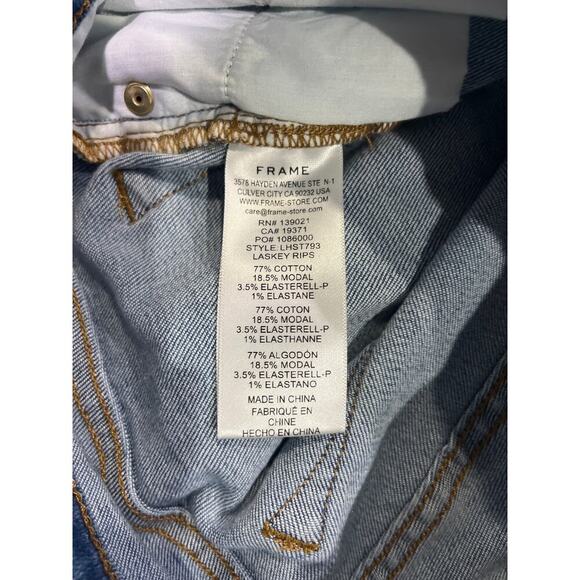 FRAME
3578 HAYDEN AVENUE STE N-1
CULVER CITY CA 90232 USA
WWW.FRAME-STORE.COM
care@frame-store.com
RN# 139021
CA# 19371
PO# 1086000
STYLE: LHST793
LASKEY RIPS
77% COTTON
18.5% MODAL
3.5% ELASTERELL-P
1% ELASTANE
77% COTON
18.5% MODAL
3.5% ELASTERELL-P
1% ELASTHANNE
77% ALGODÓN
18.5% MODAL
3.5% ELASTERELL-P
1% ELASTANO
MADE IN CHINA
FABRIQUÉ EN
CHINE
HECHO EN CHINA